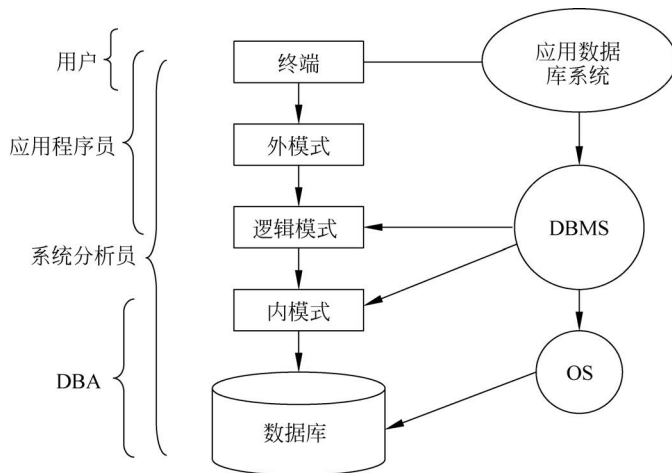 用户
终端
应用数据
库系统
应用程序员
外模式
逻辑模式
DBMS
系统分析员
内模式
DBA
OS
数据库